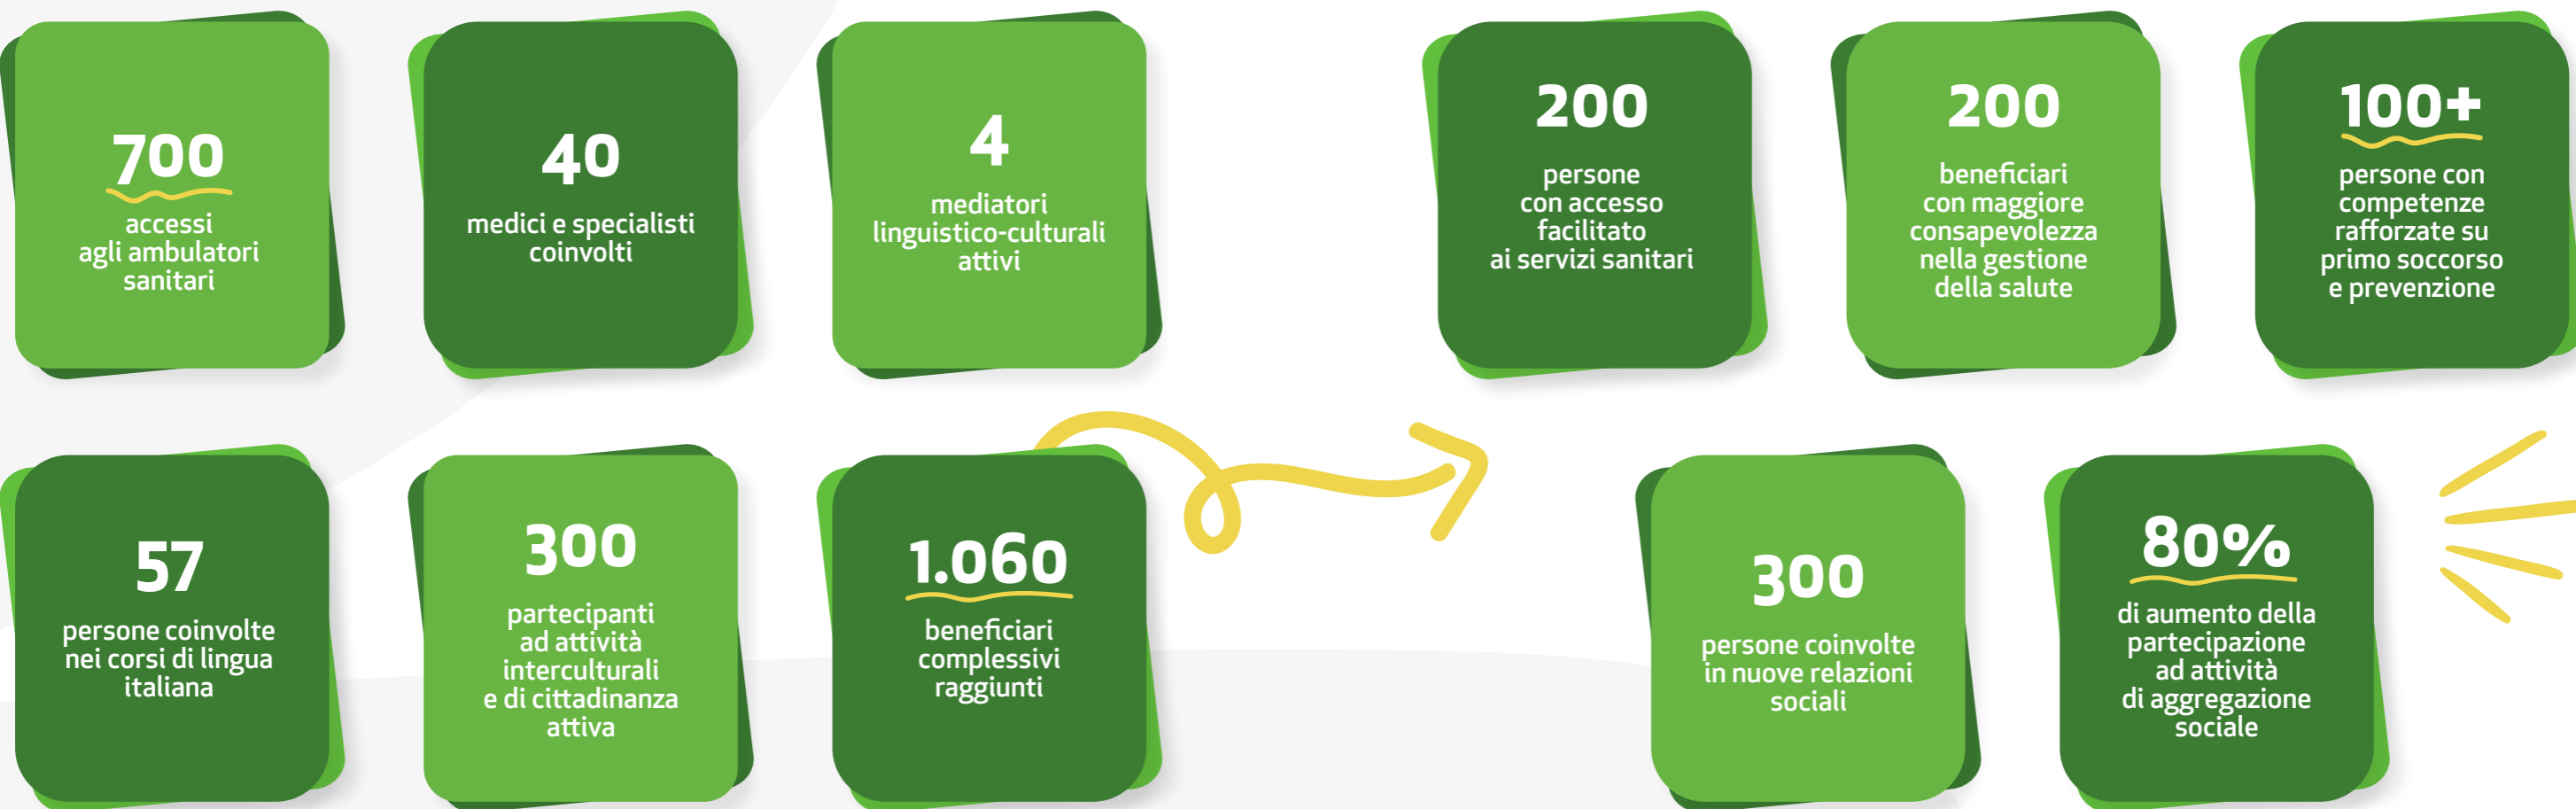 700
accessi
agli ambulatori
sanitari
40
medici e specialisti
coinvolti
4
mediatori
linguistico-culturali
attivi
200
persone
con accesso
facilitato
ai servizi sanitari
200
beneficiari
con maggiore
consapevolezza
nella gestione
della salute
100+
persone con
competenze
rafforzate su
primo soccorso
e prevenzione
57
persone coinvolte
nei corsi di lingua
italiana
300
partecipanti
ad attività
interculturali
e di cittadinanza
attiva
1.060
beneficiari
complessivi
raggiunti
300
persone coinvolte
in nuove relazioni
sociali
80%
di aumento della
partecipazione
ad attività
di aggregazione
sociale